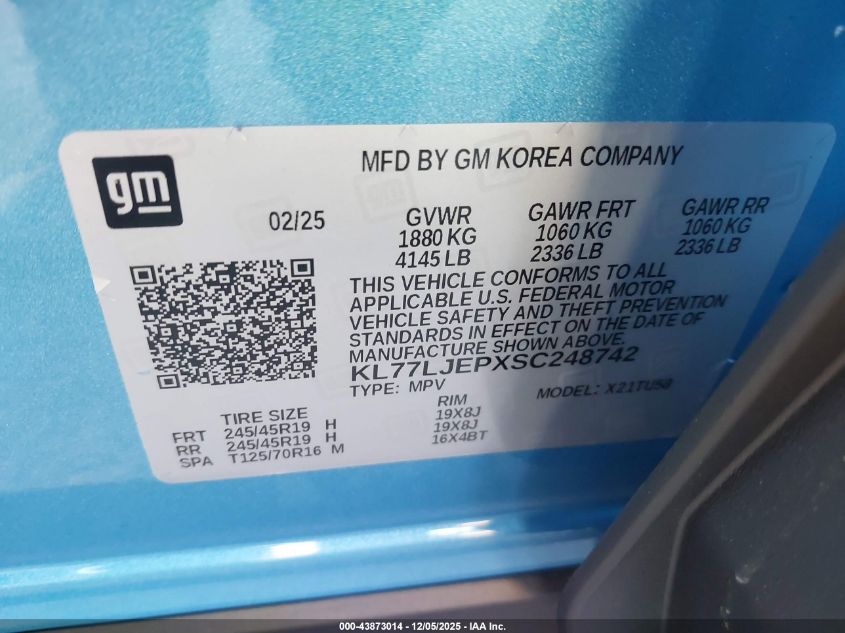 gm
MFD BY GM KOREA COMPANY
02/25
GVWR GAWR FRT GAWR RR
1880 KG 1060 KG 1060 KG
4145 LB 2336 LB 2336 LB
THIS VEHICLE CONFORMS TO ALL
APPLICABLE U.S. FEDERAL MOTOR
VEHICLE SAFETY AND THEFT PREVENTION
STANDARDS IN EFFECT ON THE DATE OF
MANUFACTURE SHOWN ABOVE.
KL77LJEPXSC248742
TYPE: MPV MODEL: X21TU58
TIRE SIZE RIM
FRT 245/45R19 H 19X8J
RR 245/45R19 H 19X8J
SPA T125/70R16 M 16X4BT
000-43873014 - 12/05/2025 - IAA Inc.